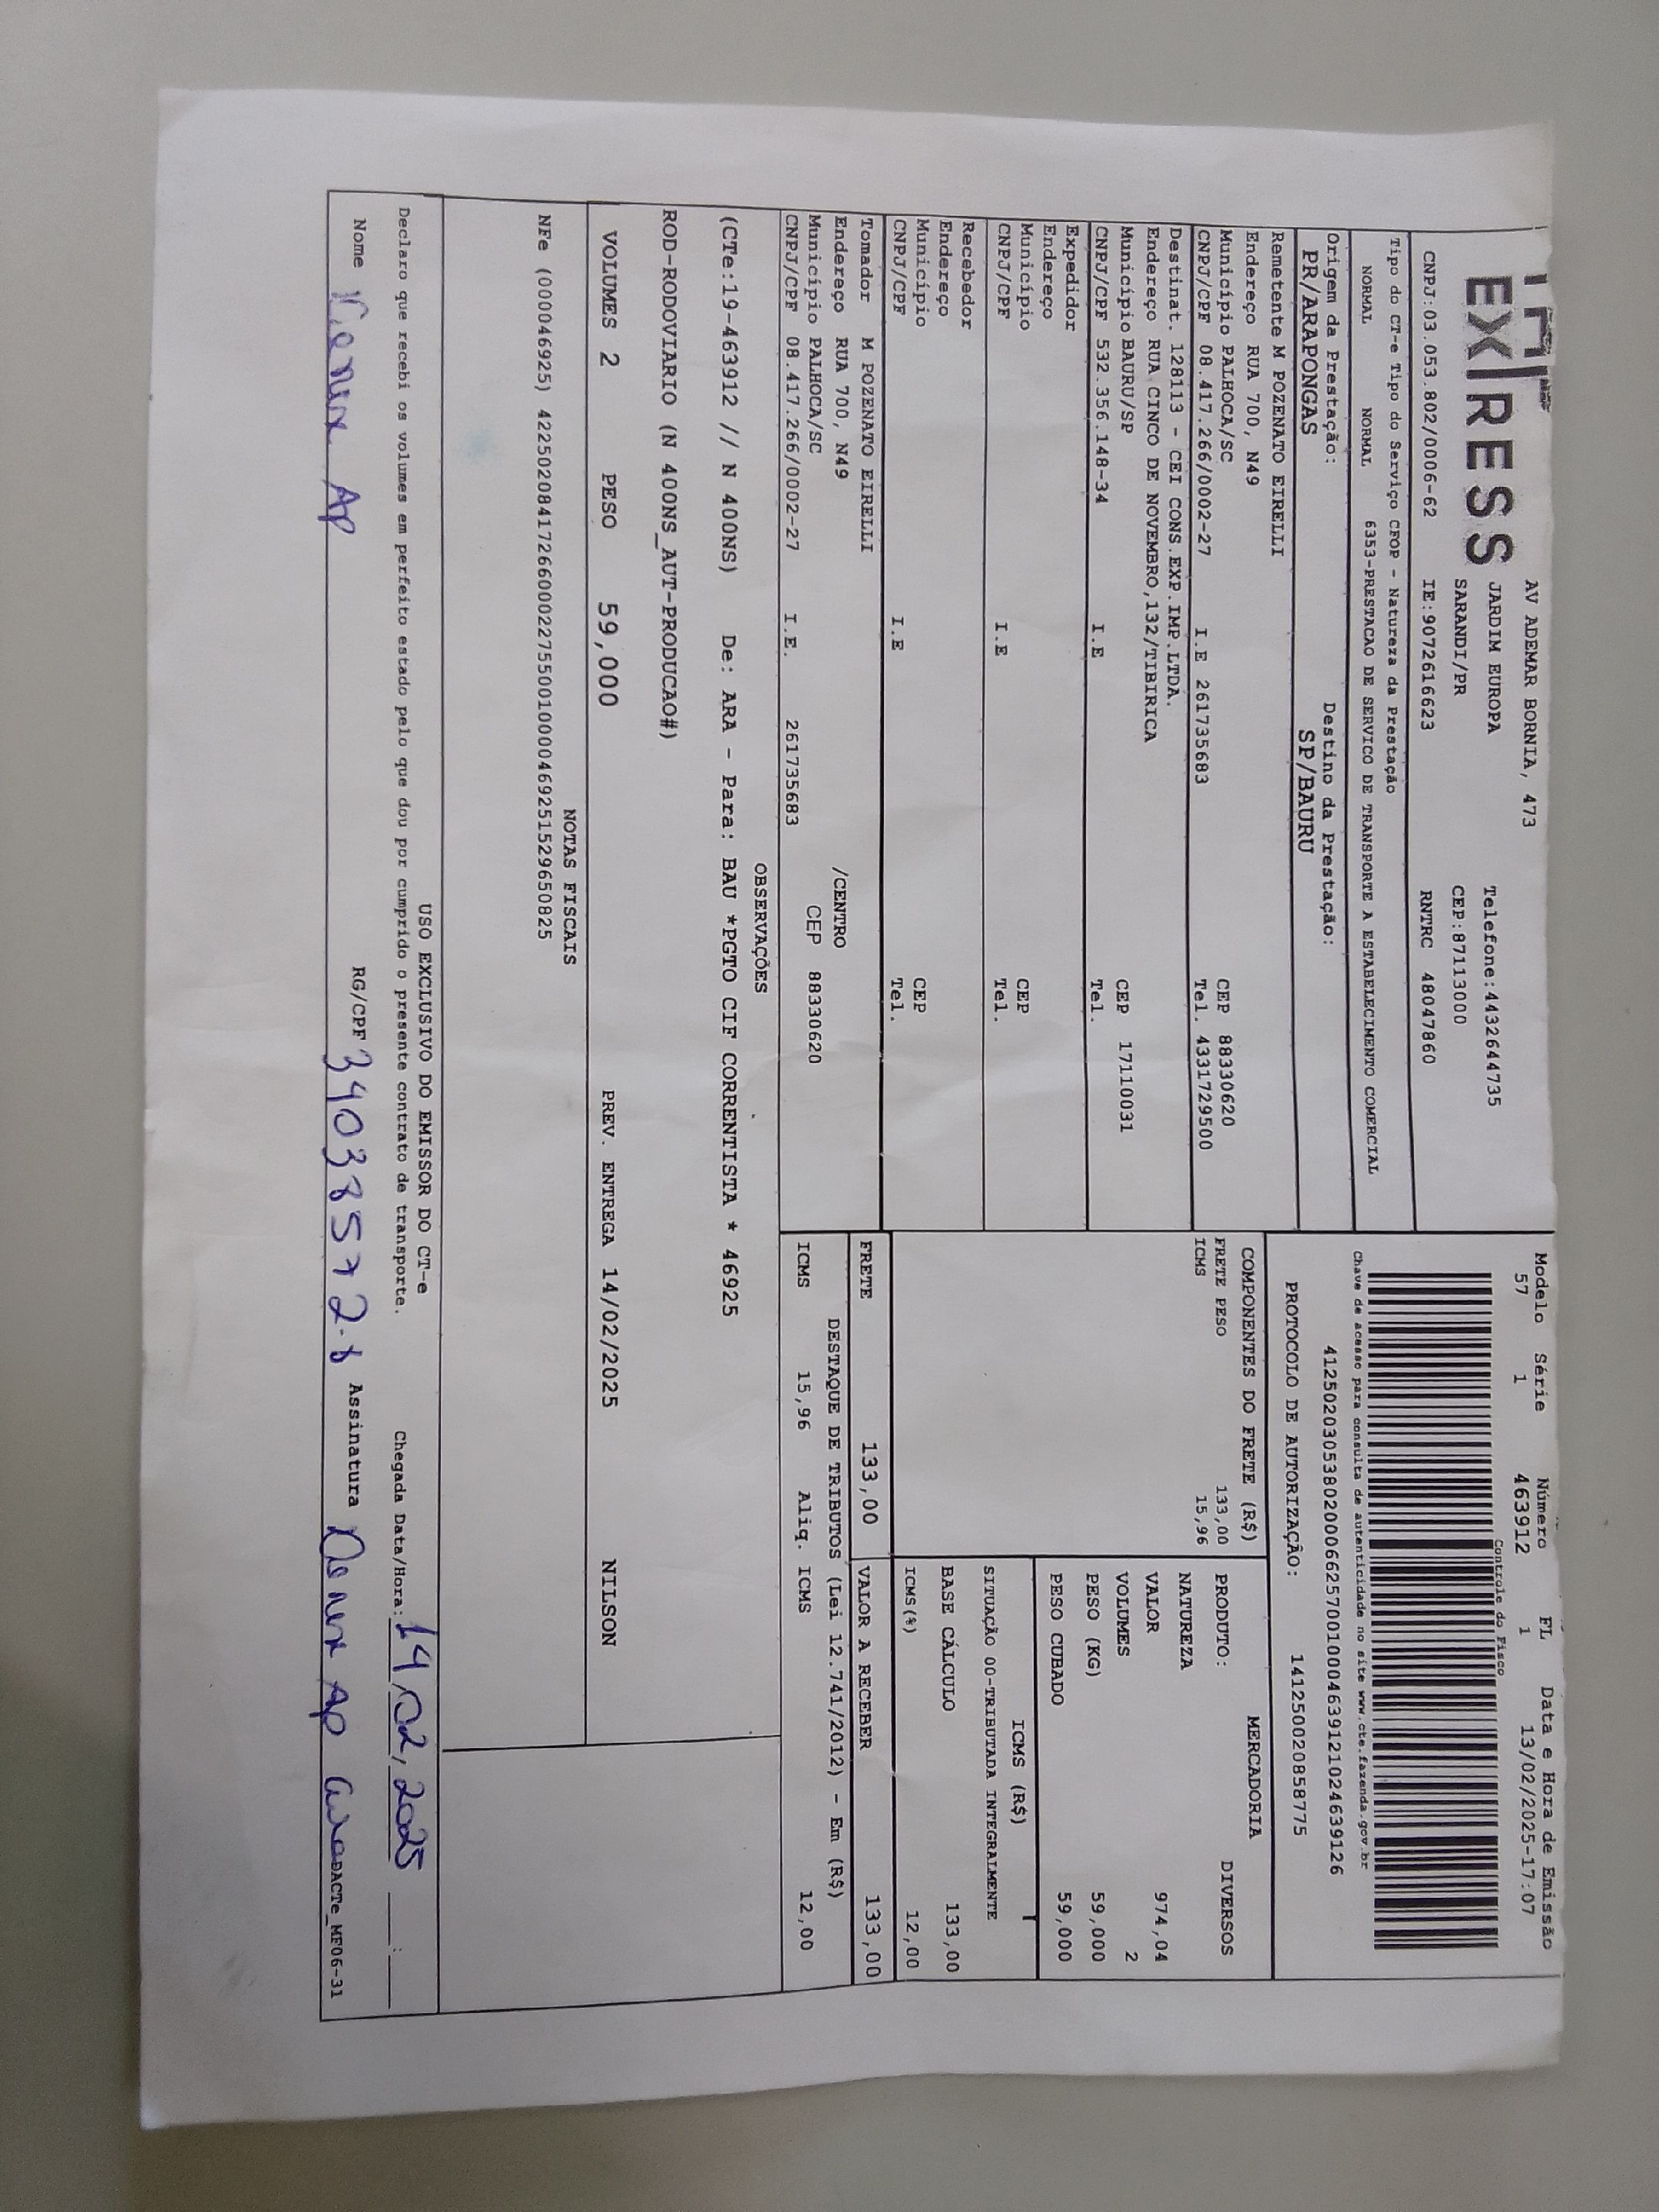 EXPRESS
AV ADEMAR BORNIA, 473
JARDIM EUROPA Telefone:4432644735
SARANDI/PR CEP:87113000
CNPJ:03.053.802/0006-62 IE:9072616623 RNTRC 48047860
Modelo Série Número FL Data e Hora de Emissão
57 1 463912 1 13/02/2025-17:07
Controle do Fisco
Tipo do CT-e Tipo do Serviço CFOP - Natureza da Prestação
NORMAL NORMAL 6353-PRESTACAO DE SERVICO DE TRANSPORTE A ESTABELECIMENTO COMERCIAL
Chave de acesso para consulta de autenticidade no site www.cte.fazenda.gov.br
41250203053802000662570010004639121024639126
PROTOCOLO DE AUTORIZAÇÃO: 141250020858775
Origem da Prestação: Destino da Prestação:
PR/ARAPONGAS SP/BAURU
Remetente M POZENATO EIRELLI
Endereço RUA 700, N49
Município PALHOCA/SC CEP 88330620
CNPJ/CPF 08.417.266/0002-27 I.E 261735683 Tel. 4331729500
Destinat. 128113 - CEI CONS.EXP.IMP.LTDA.
Endereço RUA CINCO DE NOVEMBRO,132/TIBIRICA
Município BAURU/SP CEP 17110031
CNPJ/CPF 532.356.148-34 I.E Tel.
Expedidor
Endereço
Município CEP
CNPJ/CPF I.E Tel.
Recebedor
Endereço
Município CEP
CNPJ/CPF I.E Tel.
Tomador M POZENATO EIRELLI
Endereço RUA 700, N49 /CENTRO
Município PALHOCA/SC CEP 88330620
CNPJ/CPF 08.417.266/0002-27 I.E. 261735683
COMPONENTES DO FRETE (R$)
FRETE PESO 133,00
ICMS 15,96
MERCADORIA
PRODUTO: DIVERSOS
NATUREZA
VALOR 974,04
VOLUMES 2
PESO (KG) 59,000
PESO CUBADO 59,000
ICMS (R$)
SITUAÇÃO 00-TRIBUTADA INTEGRALMENTE
BASE CÁLCULO 133,00
ICMS(%) 12,00
FRETE 133,00 VALOR A RECEBER 133,00
DESTAQUE DE TRIBUTOS (Lei 12.741/2012) - Em (R$)
ICMS 15,96 Aliq. ICMS 12,00
OBSERVAÇÕES
(CTe:19-463912 // N 400NS) De: ARA - Para: BAU *PGTO CIF CORRENTISTA * 46925
ROD-RODOVIARIO (N 400NS_AUT-PRODUCAO#)
VOLUMES 2 PESO 59,000 PREV. ENTREGA 14/02/2025 NILSON
NOTAS FISCAIS
NFe (000046925) 42250208417266000227550010000469251529650825
USO EXCLUSIVO DO EMISSOR DO CT-e
Declaro que recebi os volumes em perfeito estado pelo que dou por cumprido o presente contrato de transporte. Chegada Data/Hora: 14/02/2025 __:__
Nome Ap RG/CPF 34038572-8 Assinatura Ap DACTe_MF06-31